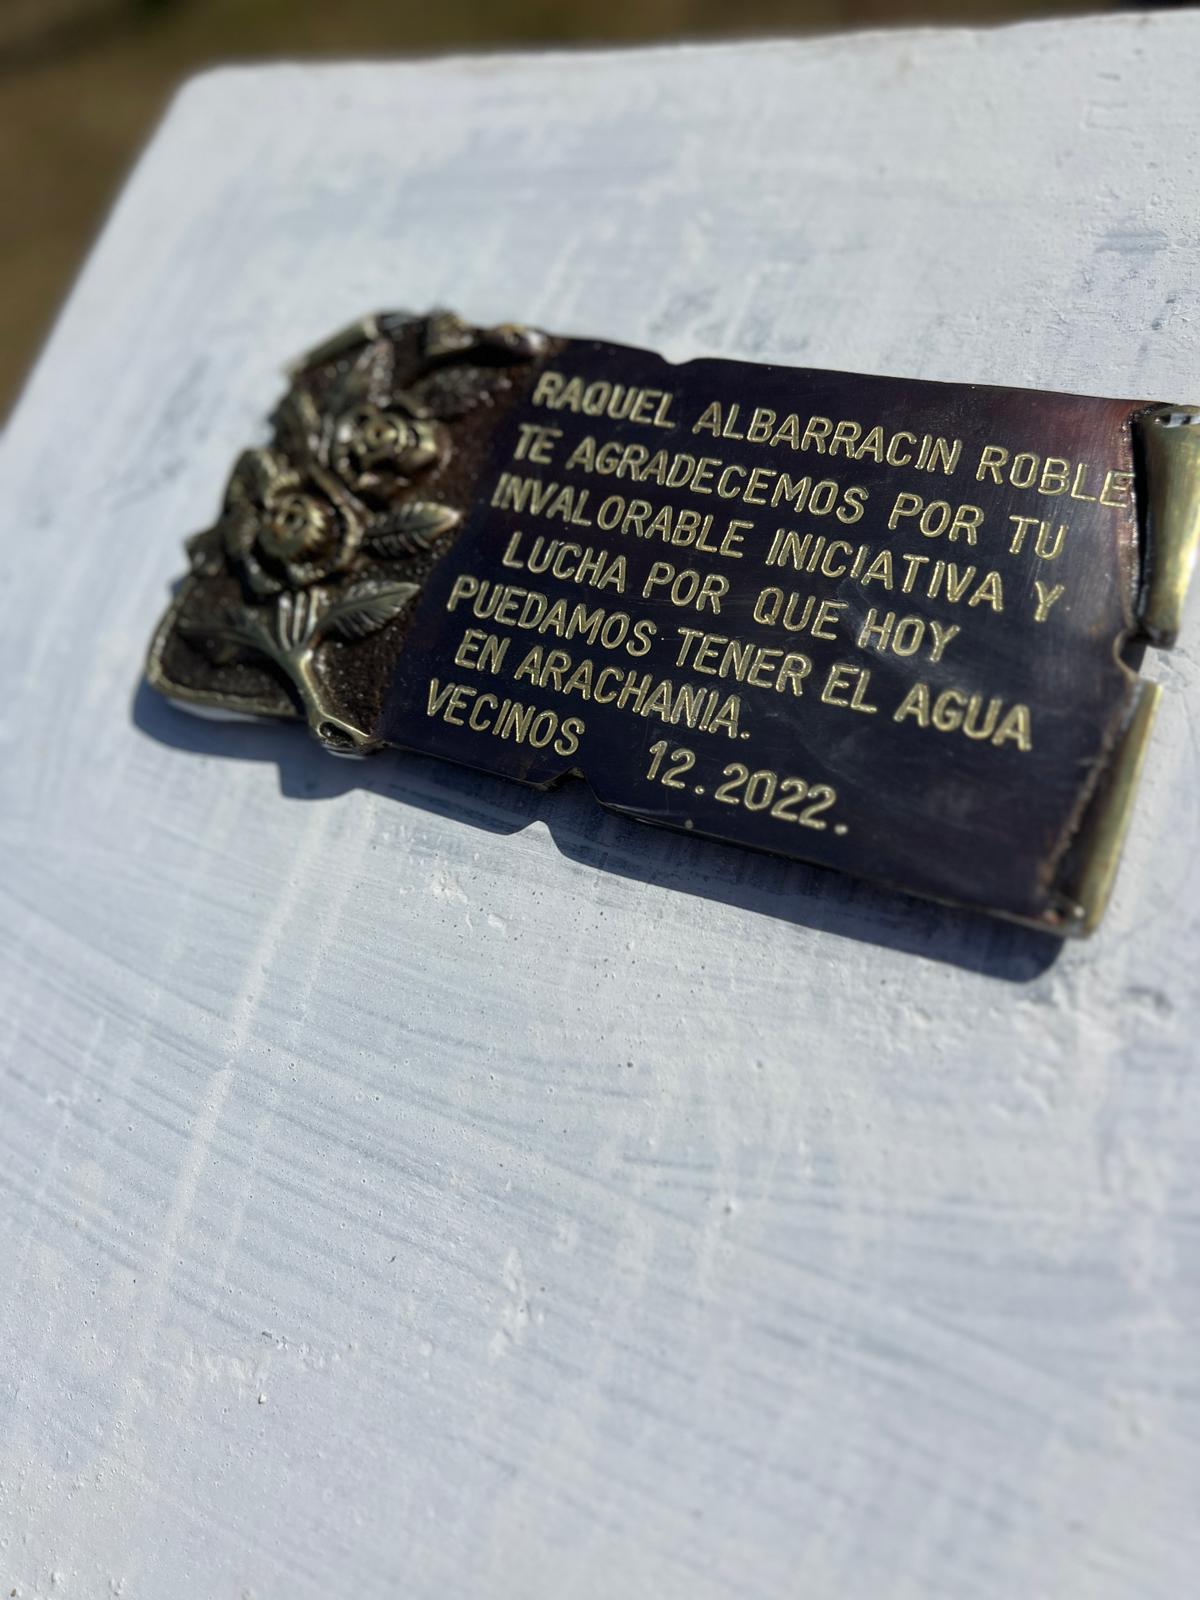 RAQUEL ALBARRACIN ROBLE
TE AGRADECEMOS POR TU
INVALORABLE INICIATIVA Y
LUCHA POR QUE HOY
PUEDAMOS TENER EL AGUA
EN ARACHANIA.
VECINOS 12.2022.